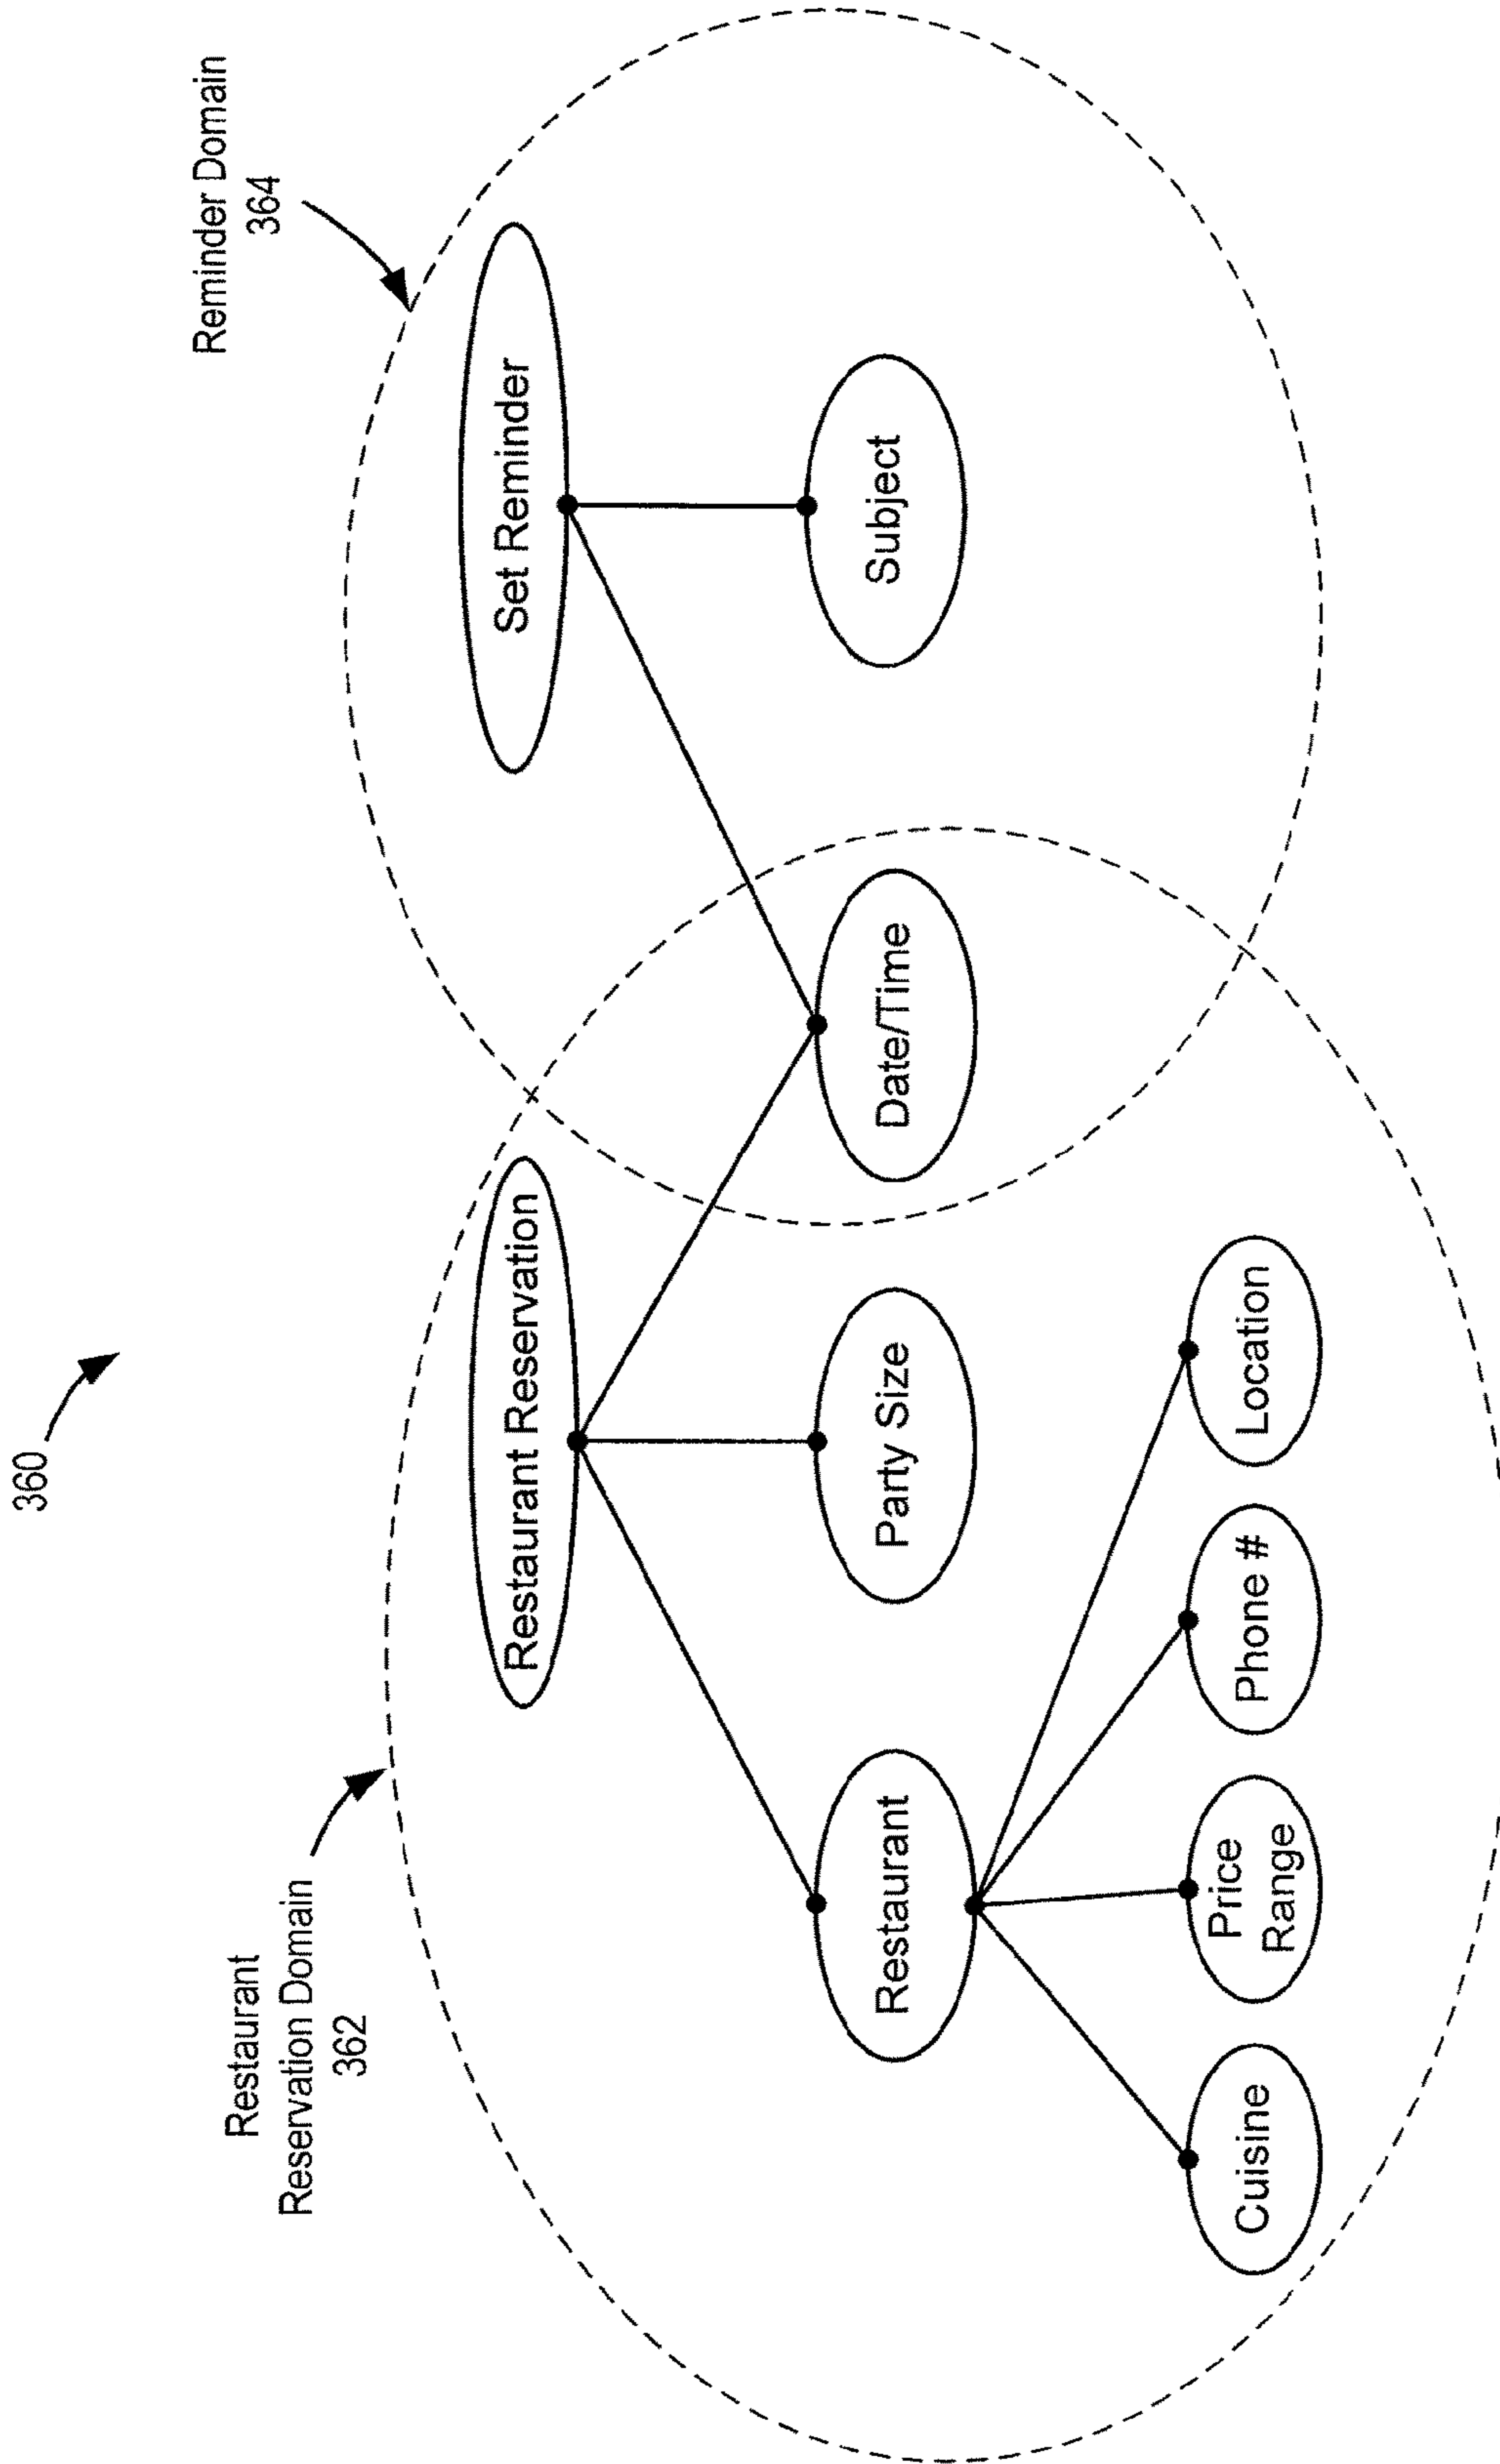 360
Restaurant
Reservation Domain
362
Reminder Domain
364
Restaurant Reservation
Set Reminder
Restaurant
Party Size
Date/Time
Subject
Cuisine
Price
Range
Phone #
Location